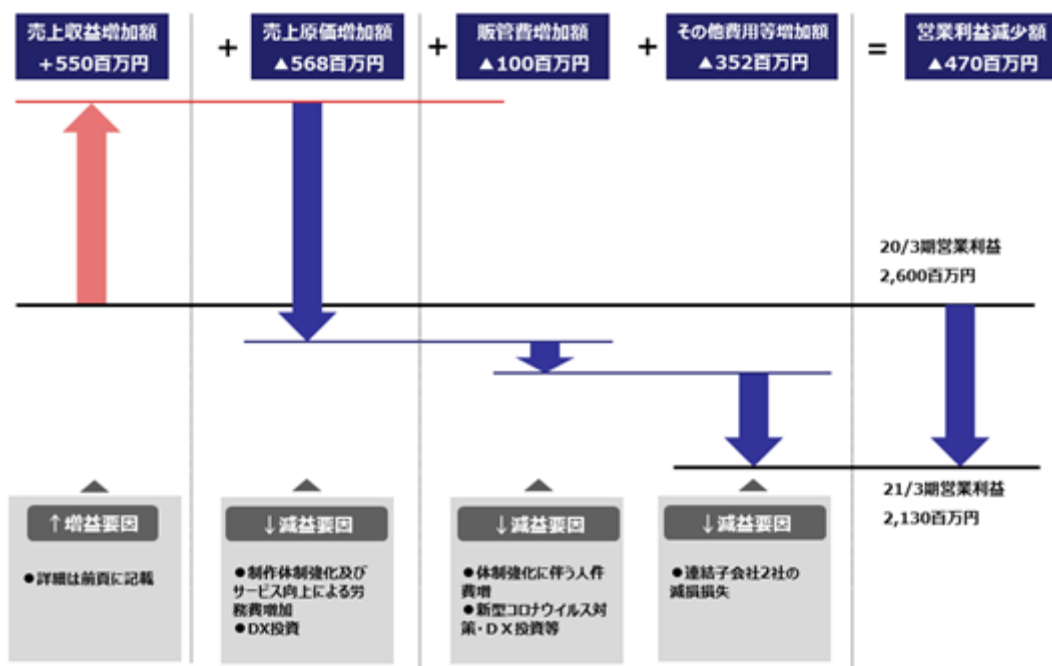 売上収益増加額
+550百万円
+
売上原価増加額
▲568百万円
+
販管費増加額
▲100百万円
+
その他費用等増加額
▲352百万円
=
営業利益減少額
▲470百万円
20/3期営業利益
2,600百万円
21/3期営業利益
2,130百万円
↑増益要因
●詳細は前頁に記載
↓減益要因
●制作体制強化及び
サービス向上による労
務費増加
●DX投資
↓減益要因
●体制強化に伴う人件
費増
●新型コロナウイルス対
策・DX投資等
↓減益要因
●連結子会社2社の
減損損失